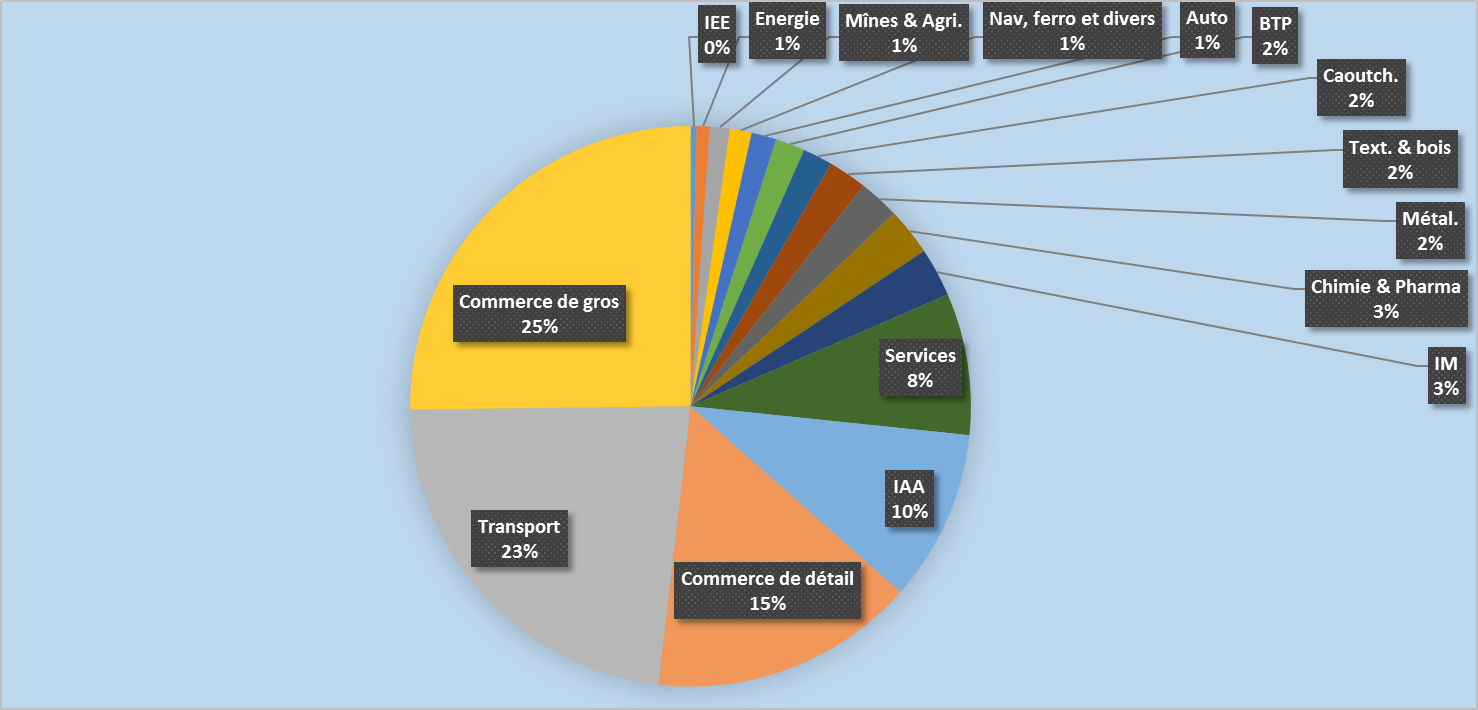 IEE
0%
Energie
1%
Mînes & Agri.
1%
Nav, ferro et divers
1%
Auto
1%
BTP
2%
Caoutch.
2%
Text. & bois
2%
Métal.
2%
Chimie & Pharma
3%
IM
3%
Services
8%
IAA
10%
Commerce de détail
15%
Transport
23%
Commerce de gros
25%